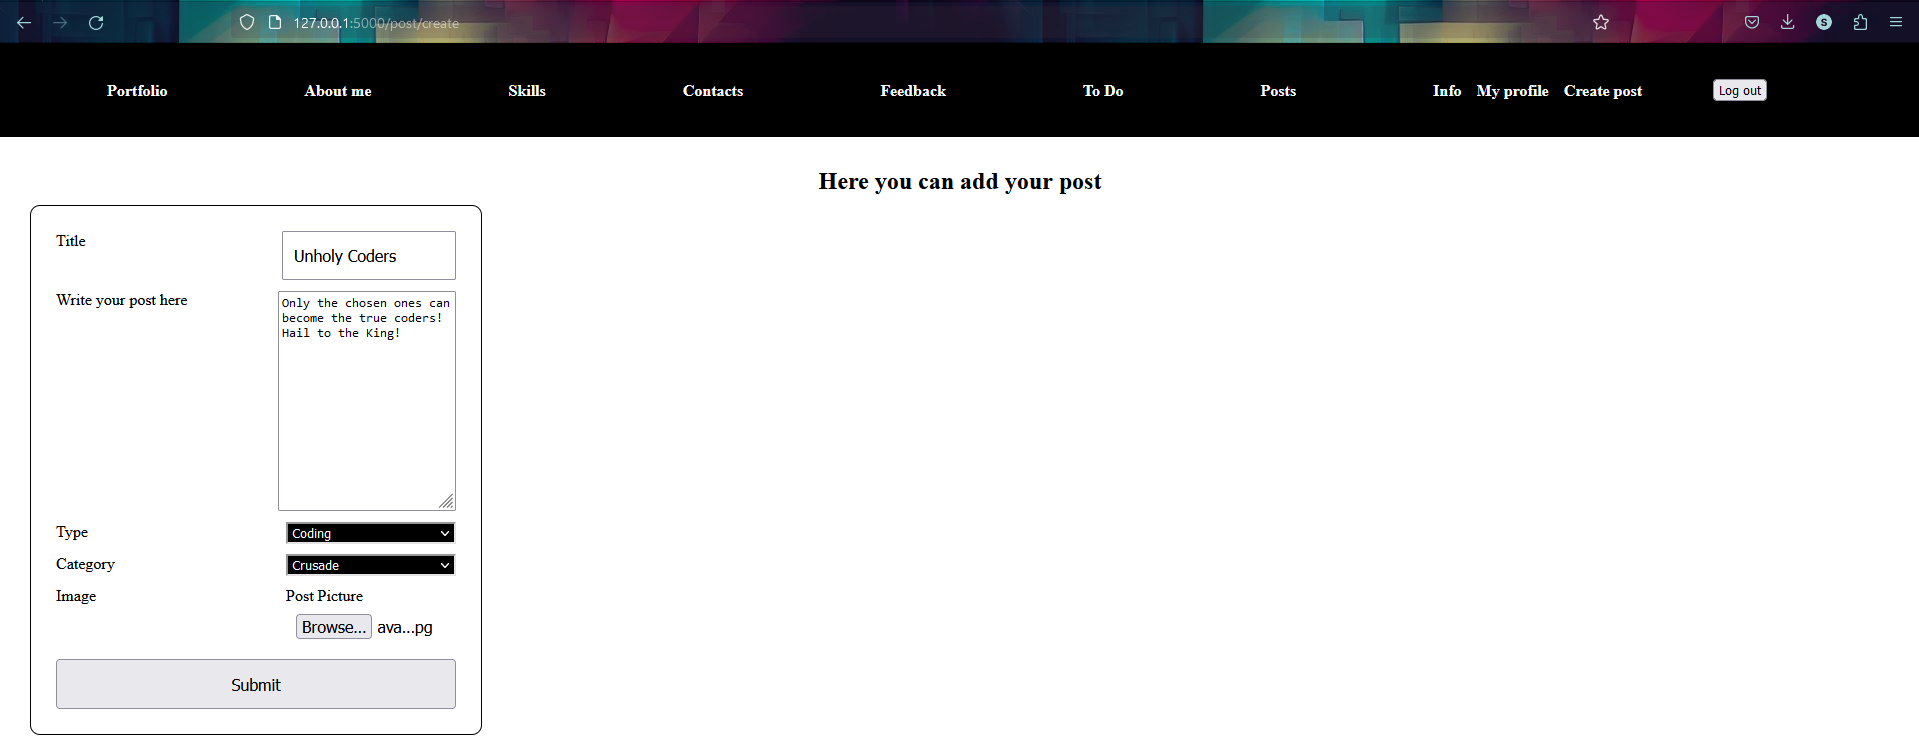 127.0.0.1:5000/post/create
S
Portfolio About me Skills Contacts Feedback To Do Posts Info My profile Create post Log out
Here you can add your post
Title Unholy Coders
Write your post here
Only the chosen ones can
become the true coders!
Hail to the King!
Type Coding
Category Crusade
Image Post Picture
Browse... ava...pg
Submit